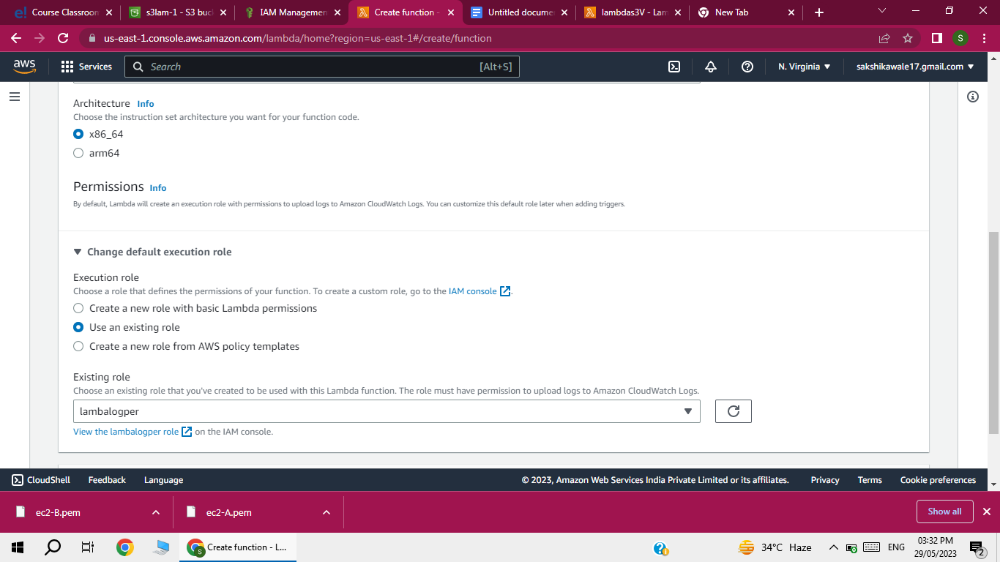 e! Course Classroom
s3lam-1 - S3 buc
IAM Managemen
Create function -
Untitled docume
lambdas3V - Lam
New Tab
us-east-1.console.aws.amazon.com/lambda/home?region=us-east-1#/create/function
S
aws
Services
Search
[Alt+S]
N. Virginia
sakshikawale17.gmail.com
Architecture Info
Choose the instruction set architecture you want for your function code.
x86_64
arm64
Permissions Info
By default, Lambda will create an execution role with permissions to upload logs to Amazon CloudWatch Logs. You can customize this default role later when adding triggers.
Change default execution role
Execution role
Choose a role that defines the permissions of your function. To create a custom role, go to the IAM console.
Create a new role with basic Lambda permissions
Use an existing role
Create a new role from AWS policy templates
Existing role
Choose an existing role that you've created to be used with this Lambda function. The role must have permission to upload logs to Amazon CloudWatch Logs.
lambalogper
View the lambalogper role on the IAM console.
CloudShell Feedback Language
© 2023, Amazon Web Services India Private Limited or its affiliates. Privacy Terms Cookie preferences
ec2-B.pem
ec2-A.pem
Show all
S
Create function - L...
34°C Haze
ENG
03:32 PM
29/05/2023
2